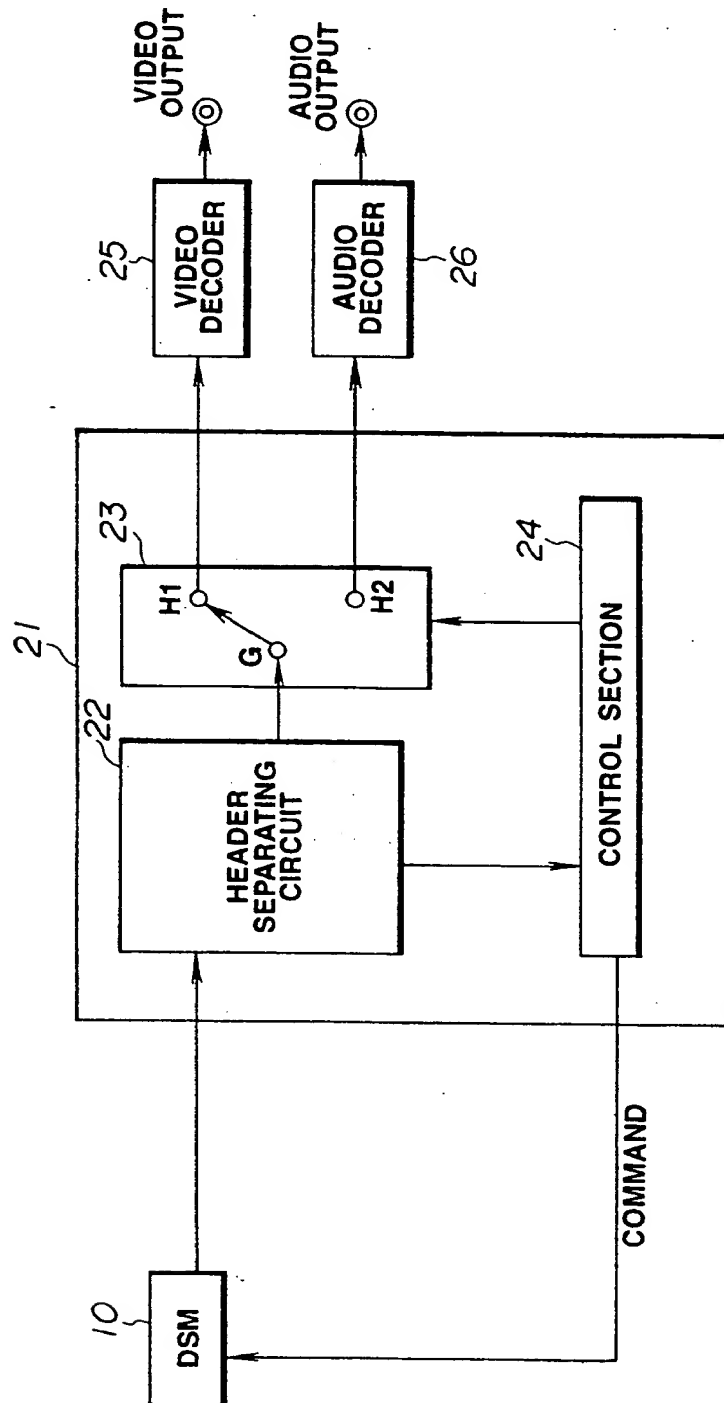 10
DSM
COMMAND
21
22
HEADER
SEPARATING
CIRCUIT
23
G
H1
H2
24
CONTROL SECTION
25
VIDEO
DECODER
VIDEO
OUTPUT
26
AUDIO
DECODER
AUDIO
OUTPUT